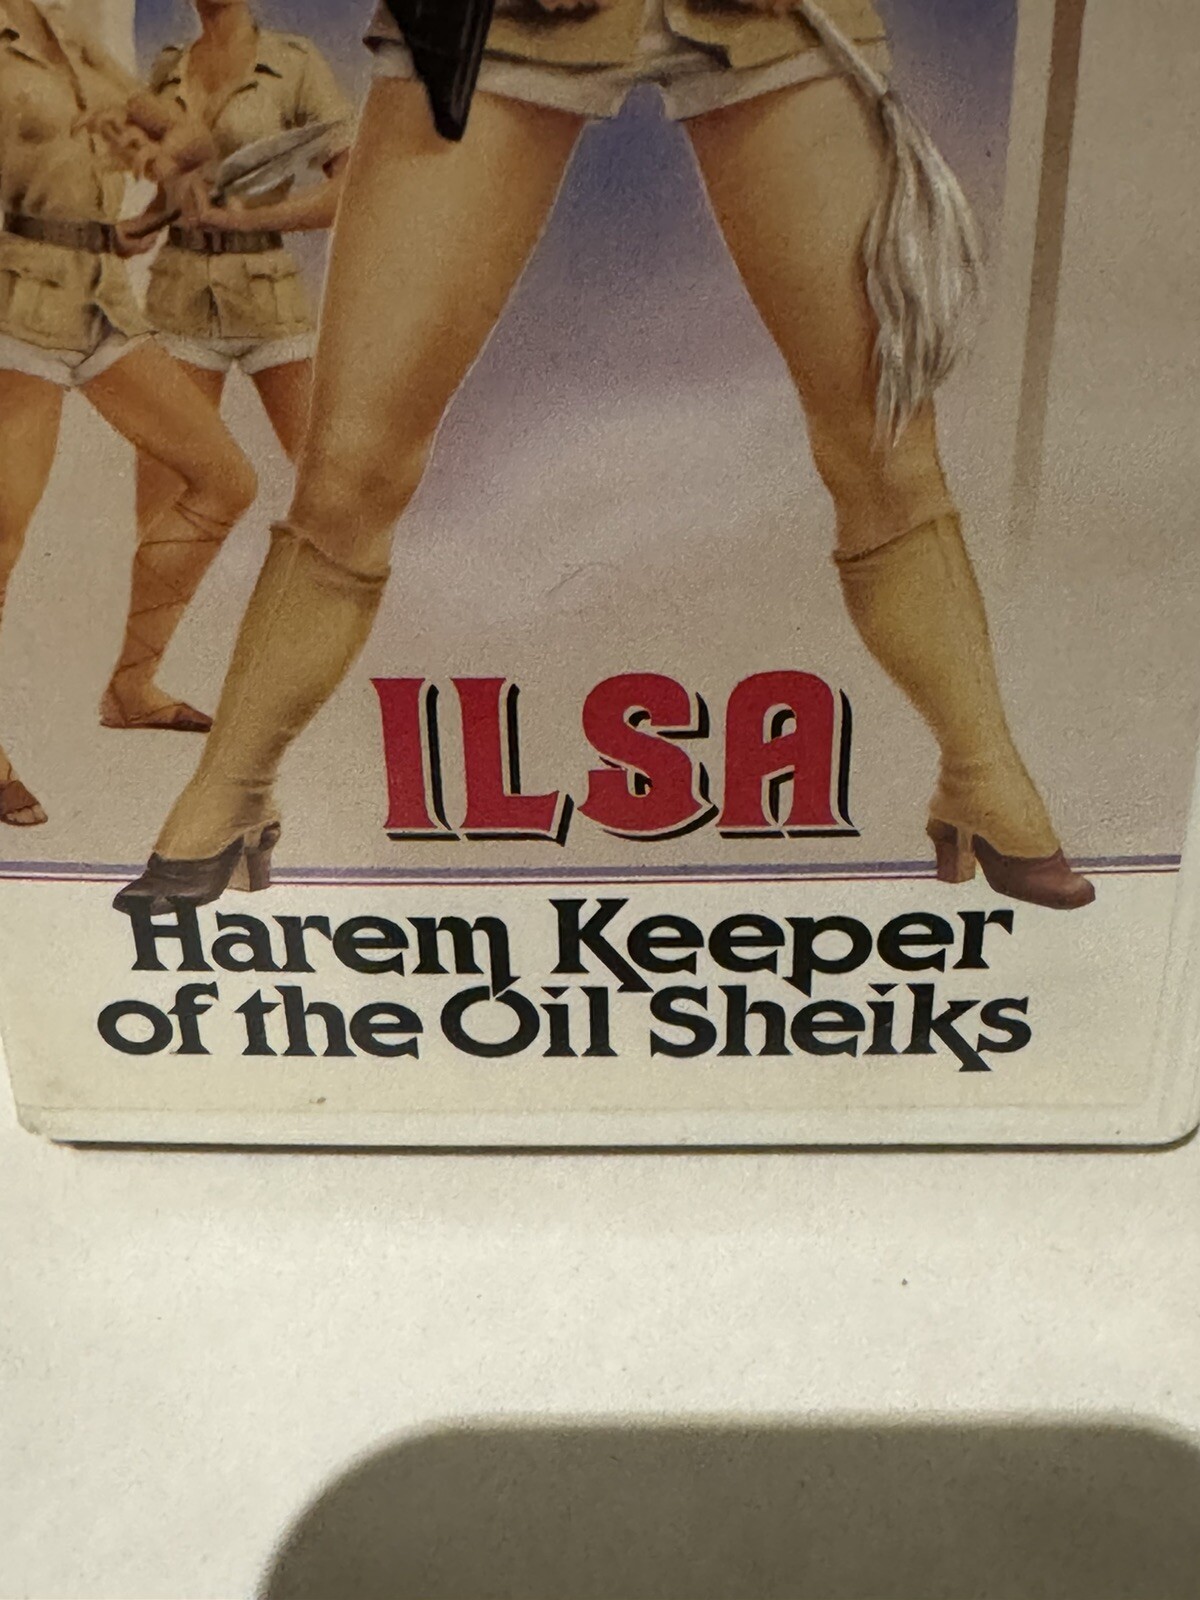 ILSA
Harem Keeper
of the Oil Sheiks